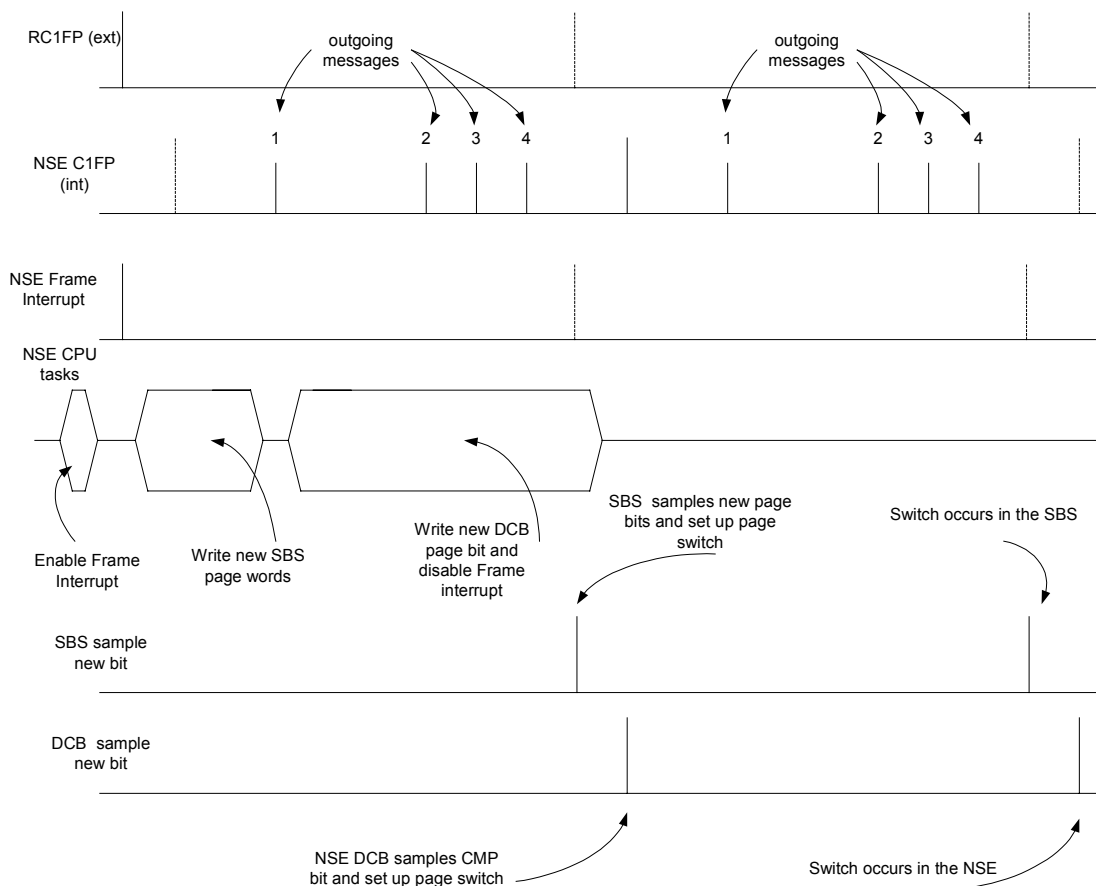 RC1FP (ext)
outgoing
messages
outgoing
messages
NSE C1FP
(int)
1
2
3
4
1
2
3
4
NSE Frame
Interrupt
NSE CPU
tasks
Enable Frame
Interrupt
Write new SBS
page words
Write new DCB
page bit and
disable Frame
interrupt
SBS samples new page
bits and set up page
switch
Switch occurs in the SBS
SBS sample
new bit
DCB sample
new bit
NSE DCB samples CMP
bit and set up page switch
Switch occurs in the NSE